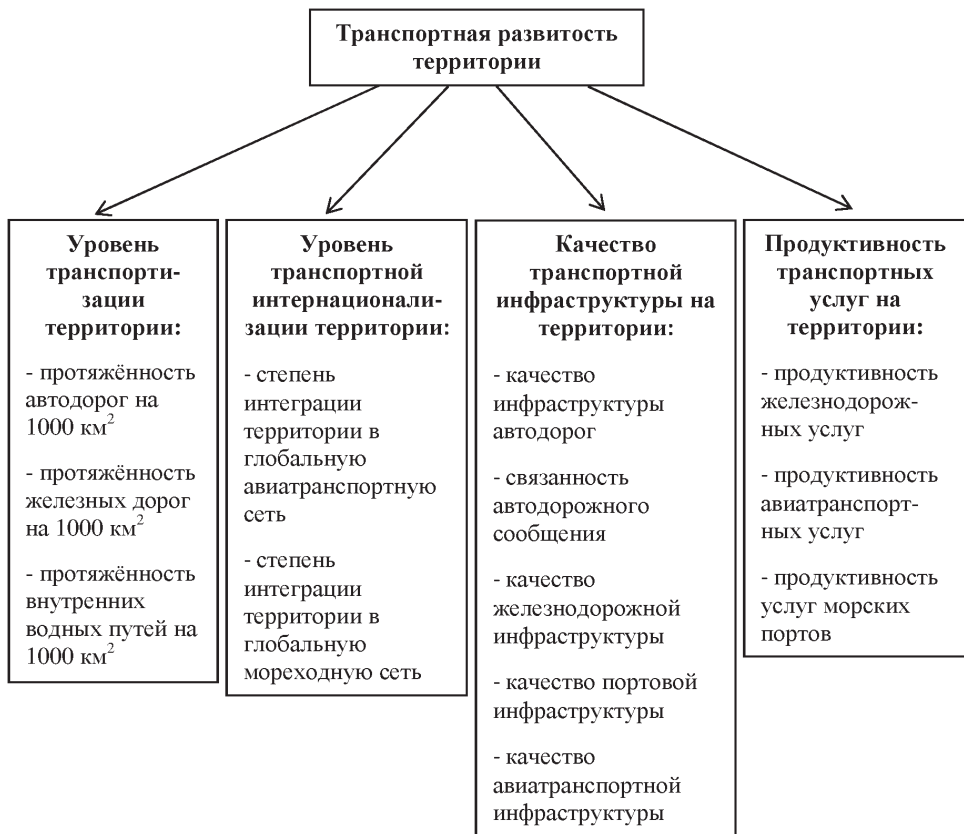 Транспортная развитость
территории
Уровень
транспорти-
зации
территории:
- протяжённость
автодорог на
1000 км²
- протяжённость
железных дорог
на 1000 км²
- протяжённость
внутренних
водных путей на
1000 км²
Уровень
транспортной
интернационали-
зации территории:
- степень
интеграции
территории в
глобальную
авиатранспортную
сеть
- степень
интеграции
территории в
глобальную
мореходную сеть
Качество
транспортной
инфраструктуры на
территории:
- качество
инфраструктуры
автодорог
- связанность
автодорожного
сообщения
- качество
железнодорожной
инфраструктуры
- качество портовой
инфраструктуры
- качество
авиатранспортной
инфраструктуры
Продуктивность
транспортных
услуг на
территории:
- продуктивность
железнодорож-
ных услуг
- продуктивность
авиатранспорт-
ных услуг
- продуктивность
услуг морских
портов